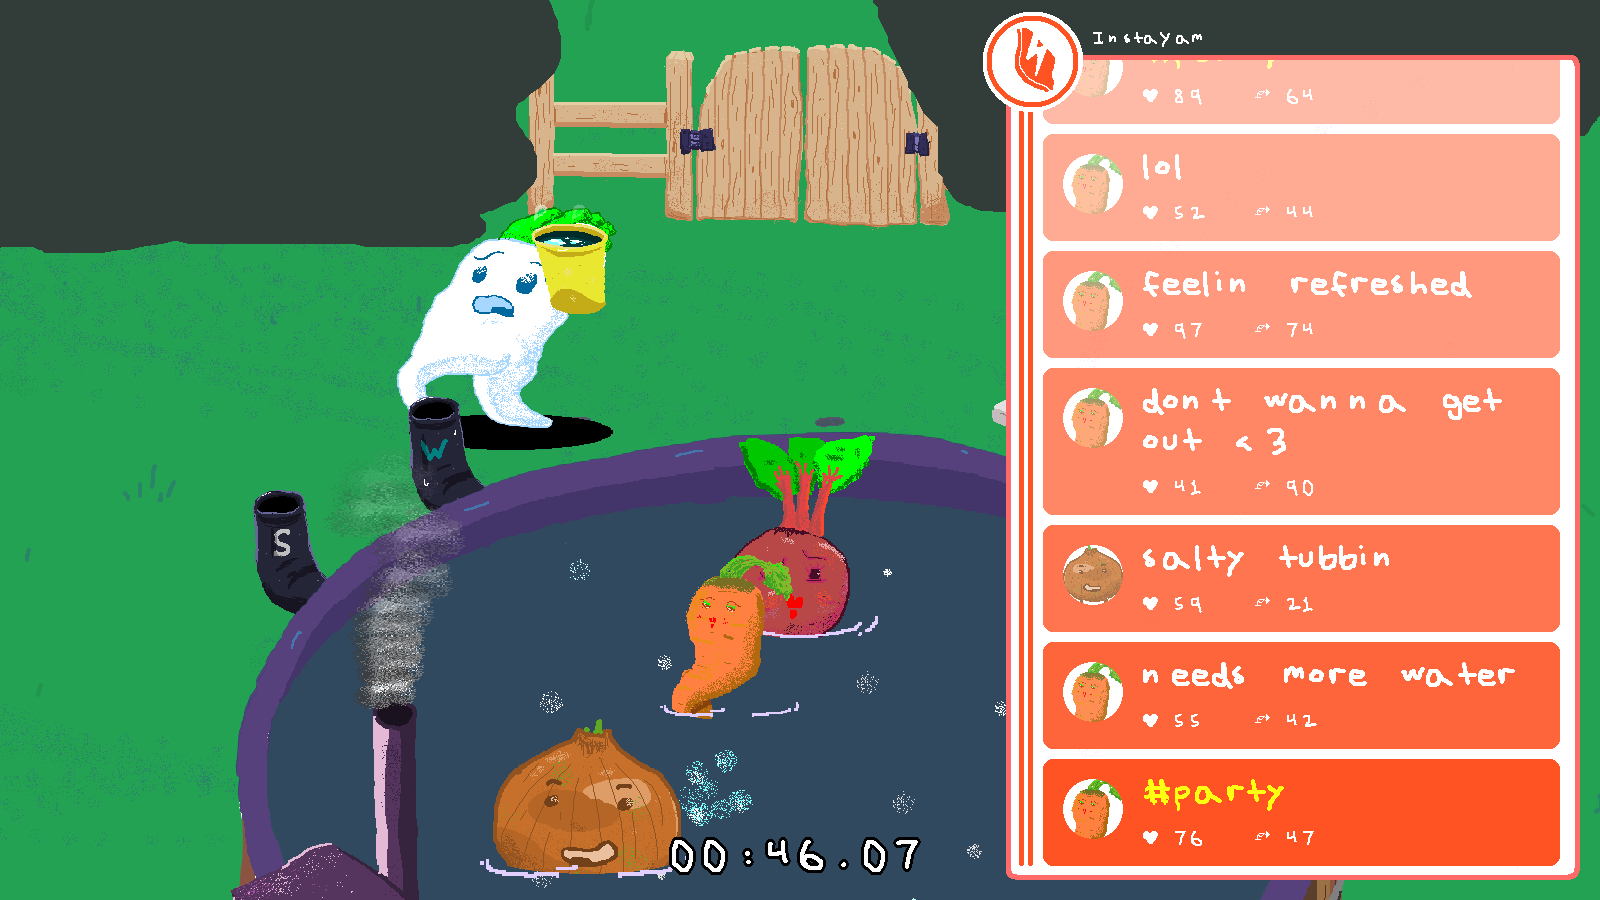 InstaYam
89 64
lol
52 44
feelin refreshed
97 74
dont wanna get
out <3
41 90
salty tubbin
59 21
needs more water
55 42
#party
76 47
W
S
00:46.07